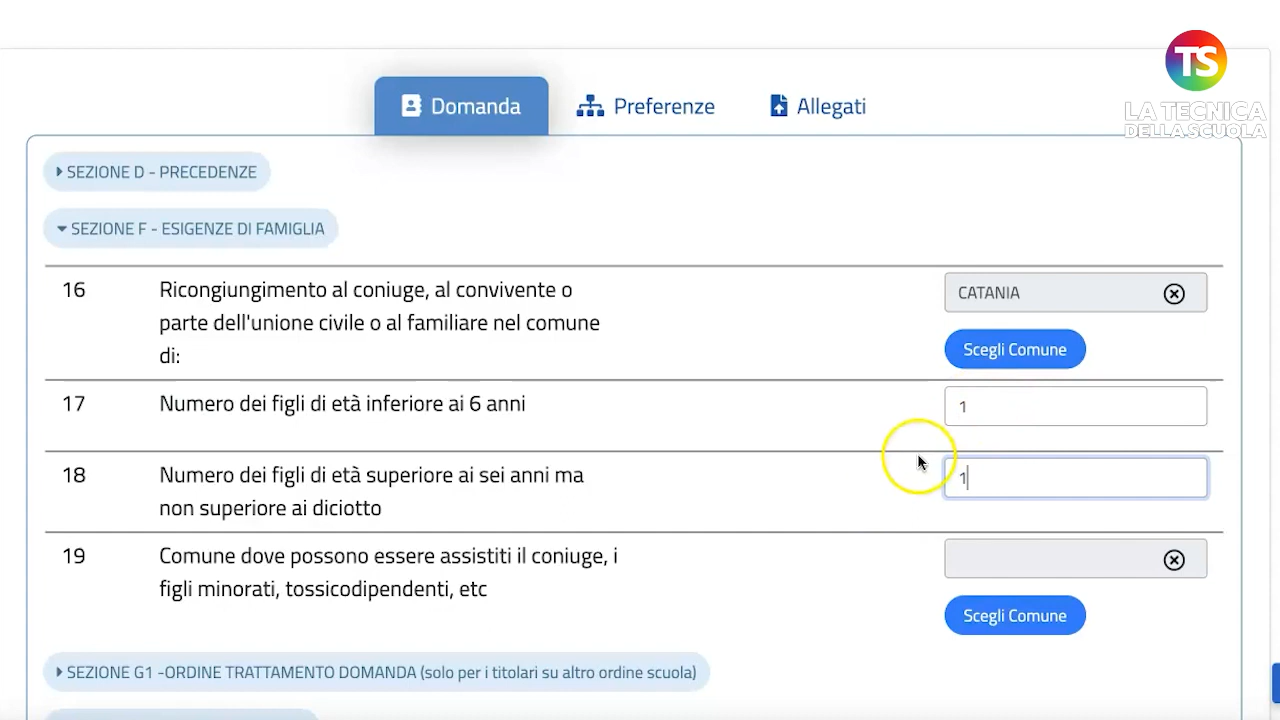 TS
LA TECNICA
DELLA SCUOLA
Domanda
Preferenze
Allegati
SEZIONE D - PRECEDENZE
SEZIONE F - ESIGENZE DI FAMIGLIA
16
Ricongiungimento al coniuge, al convivente o
parte dell'unione civile o al familiare nel comune
di:
CATANIA
Scegli Comune
17
Numero dei figli di età inferiore ai 6 anni
1
18
Numero dei figli di età superiore ai sei anni ma
non superiore ai diciotto
1
19
Comune dove possono essere assistiti il coniuge, i
figli minorati, tossicodipendenti, etc
Scegli Comune
SEZIONE G1 -ORDINE TRATTAMENTO DOMANDA (solo per i titolari su altro ordine scuola)